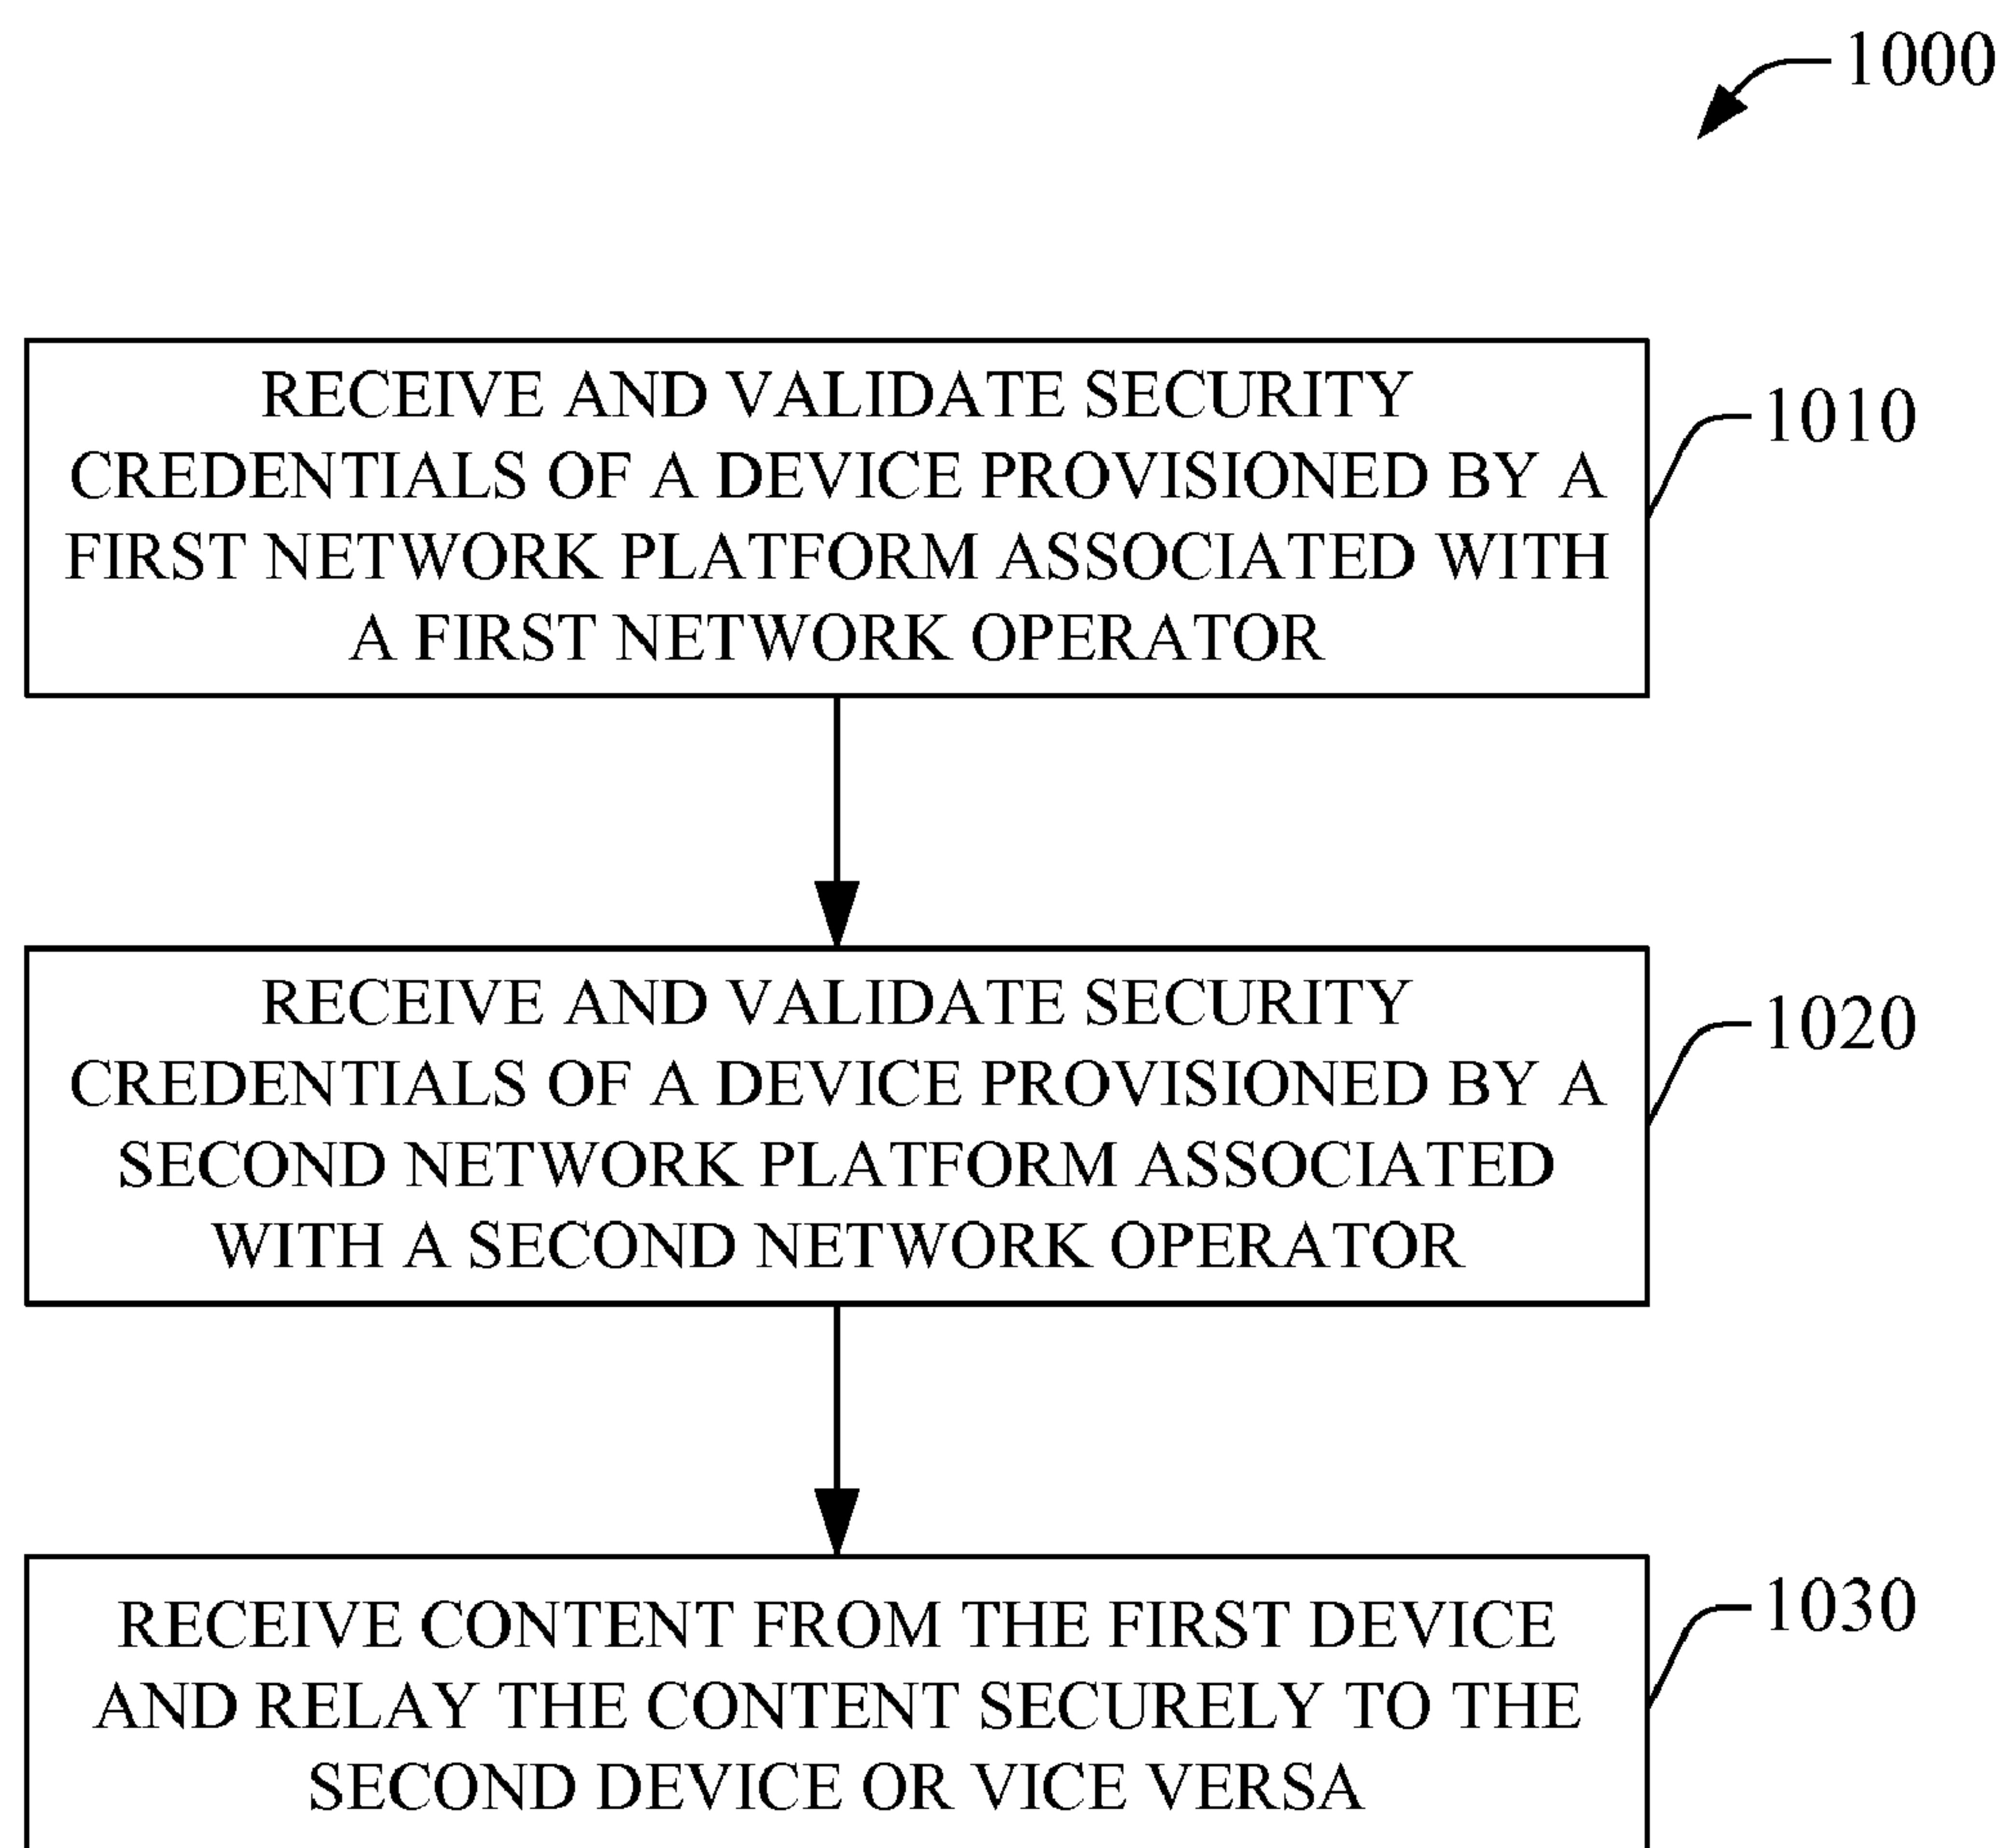 1000
RECEIVE AND VALIDATE SECURITY
CREDENTIALS OF A DEVICE PROVISIONED BY A
FIRST NETWORK PLATFORM ASSOCIATED WITH
A FIRST NETWORK OPERATOR
1010
RECEIVE AND VALIDATE SECURITY
CREDENTIALS OF A DEVICE PROVISIONED BY A
SECOND NETWORK PLATFORM ASSOCIATED
WITH A SECOND NETWORK OPERATOR
1020
RECEIVE CONTENT FROM THE FIRST DEVICE
AND RELAY THE CONTENT SECURELY TO THE
SECOND DEVICE OR VICE VERSA
1030